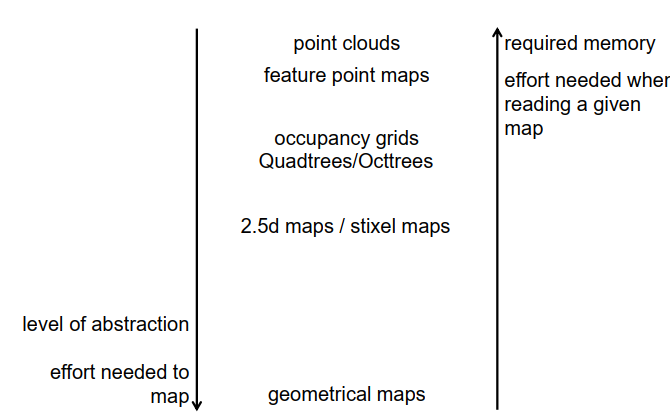 point clouds
feature point maps
occupancy grids
Quadtrees/Octtrees
2.5d maps / stixel maps
geometrical maps
level of abstraction
effort needed to
map
required memory
effort needed wher
reading a given
map